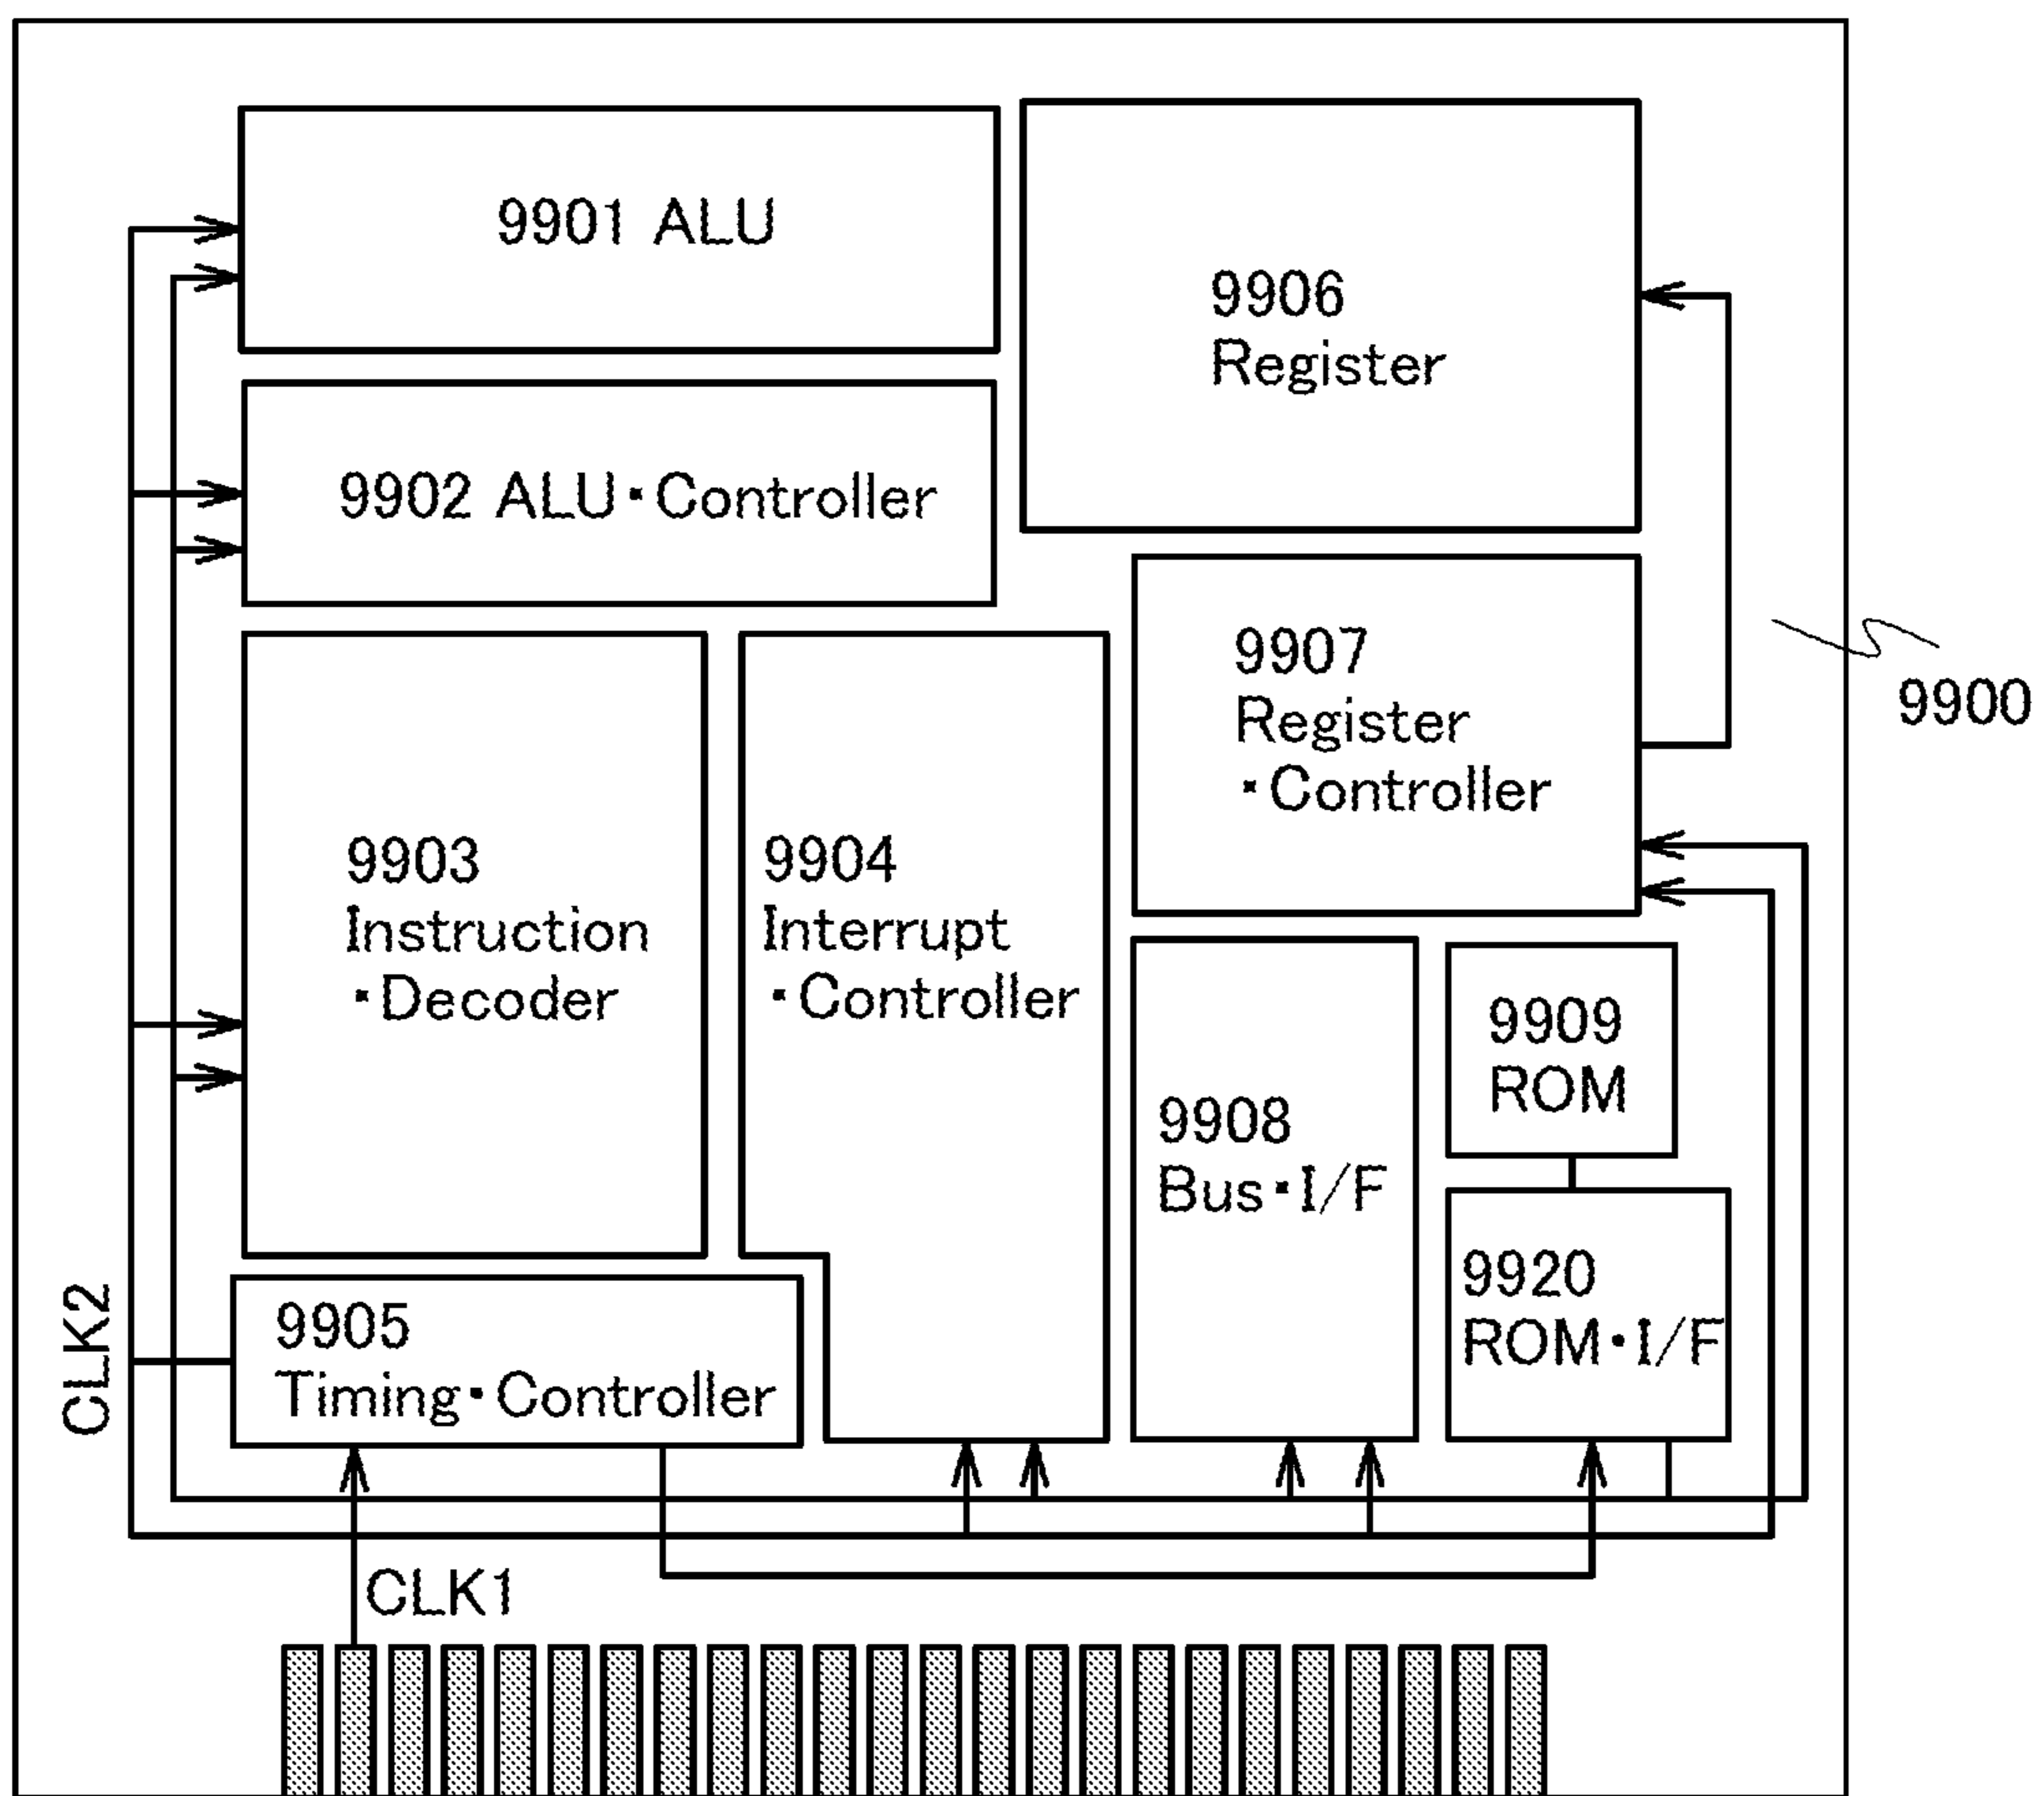 9901 ALU
9906
Register
9902 ALU・Controller
9907
Register
・Controller
9900
9903
Instruction
・Decoder
9904
Interrupt
・Controller
9909
ROM
9908
Bus・I/F
9920
ROM・I/F
9905
Timing・Controller
CLK2
CLK1